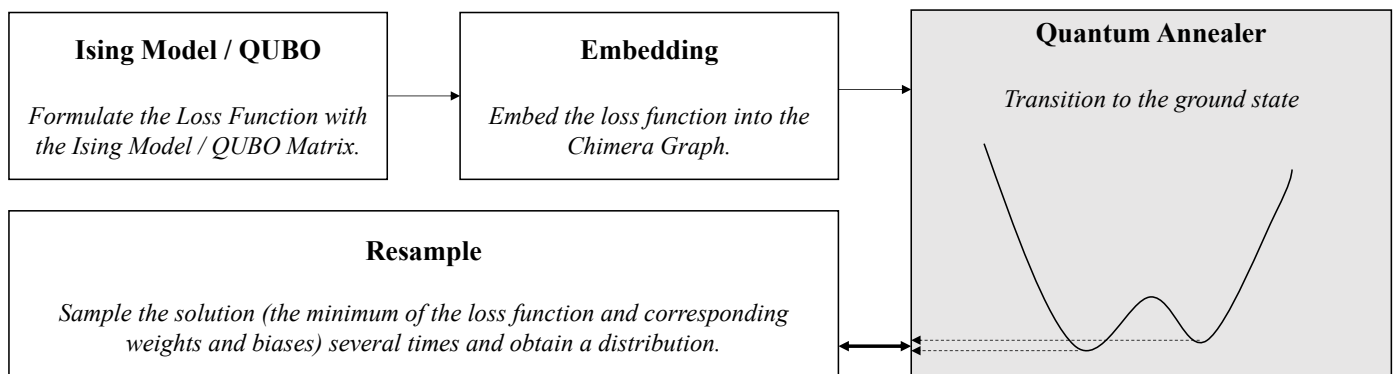 Ising Model / QUBO
Formulate the Loss Function with
the Ising Model / QUBO Matrix.
Embedding
Embed the loss function into the
Chimera Graph.
Quantum Annealer
Transition to the ground state
Resample
Sample the solution (the minimum of the loss function and corresponding
weights and biases) several times and obtain a distribution.